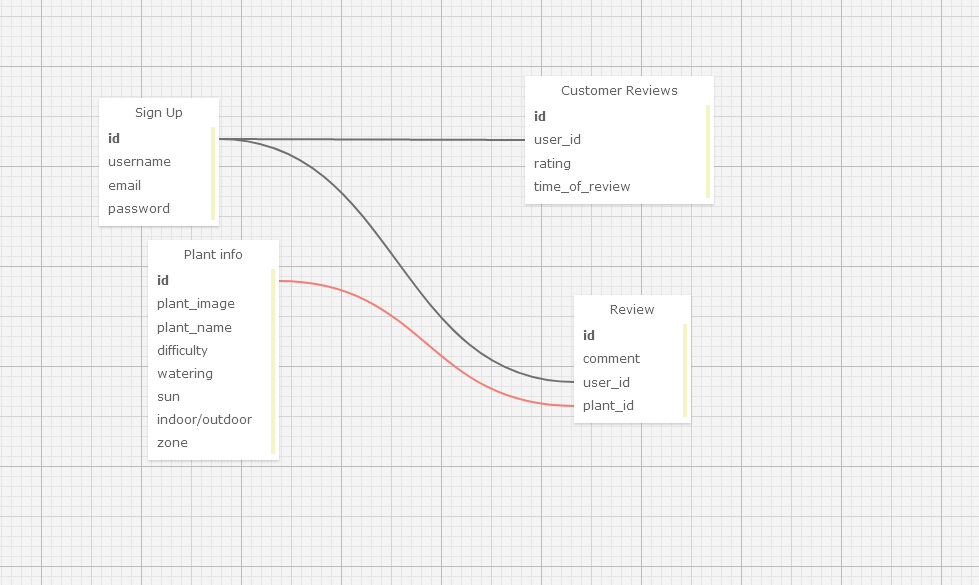 Sign Up
id
username
email
password
Customer Reviews
id
user_id
rating
time_of_review
Plant info
id
plant_image
plant_name
difficulty
watering
sun
indoor/outdoor
zone
Review
id
comment
user_id
plant_id